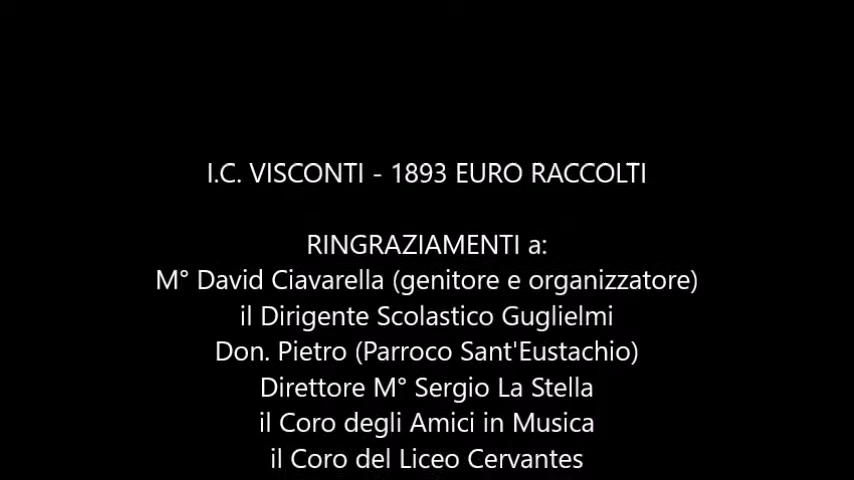 I.C. VISCONTI - 1893 EURO RACCOLTI
RINGRAZIAMENTI a:
M° David Ciavarella (genitore e organizzatore)
il Dirigente Scolastico Guglielmi
Don. Pietro (Parroco Sant'Eustachio)
Direttore M° Sergio La Stella
il Coro degli Amici in Musica
il Coro del Liceo Cervantes